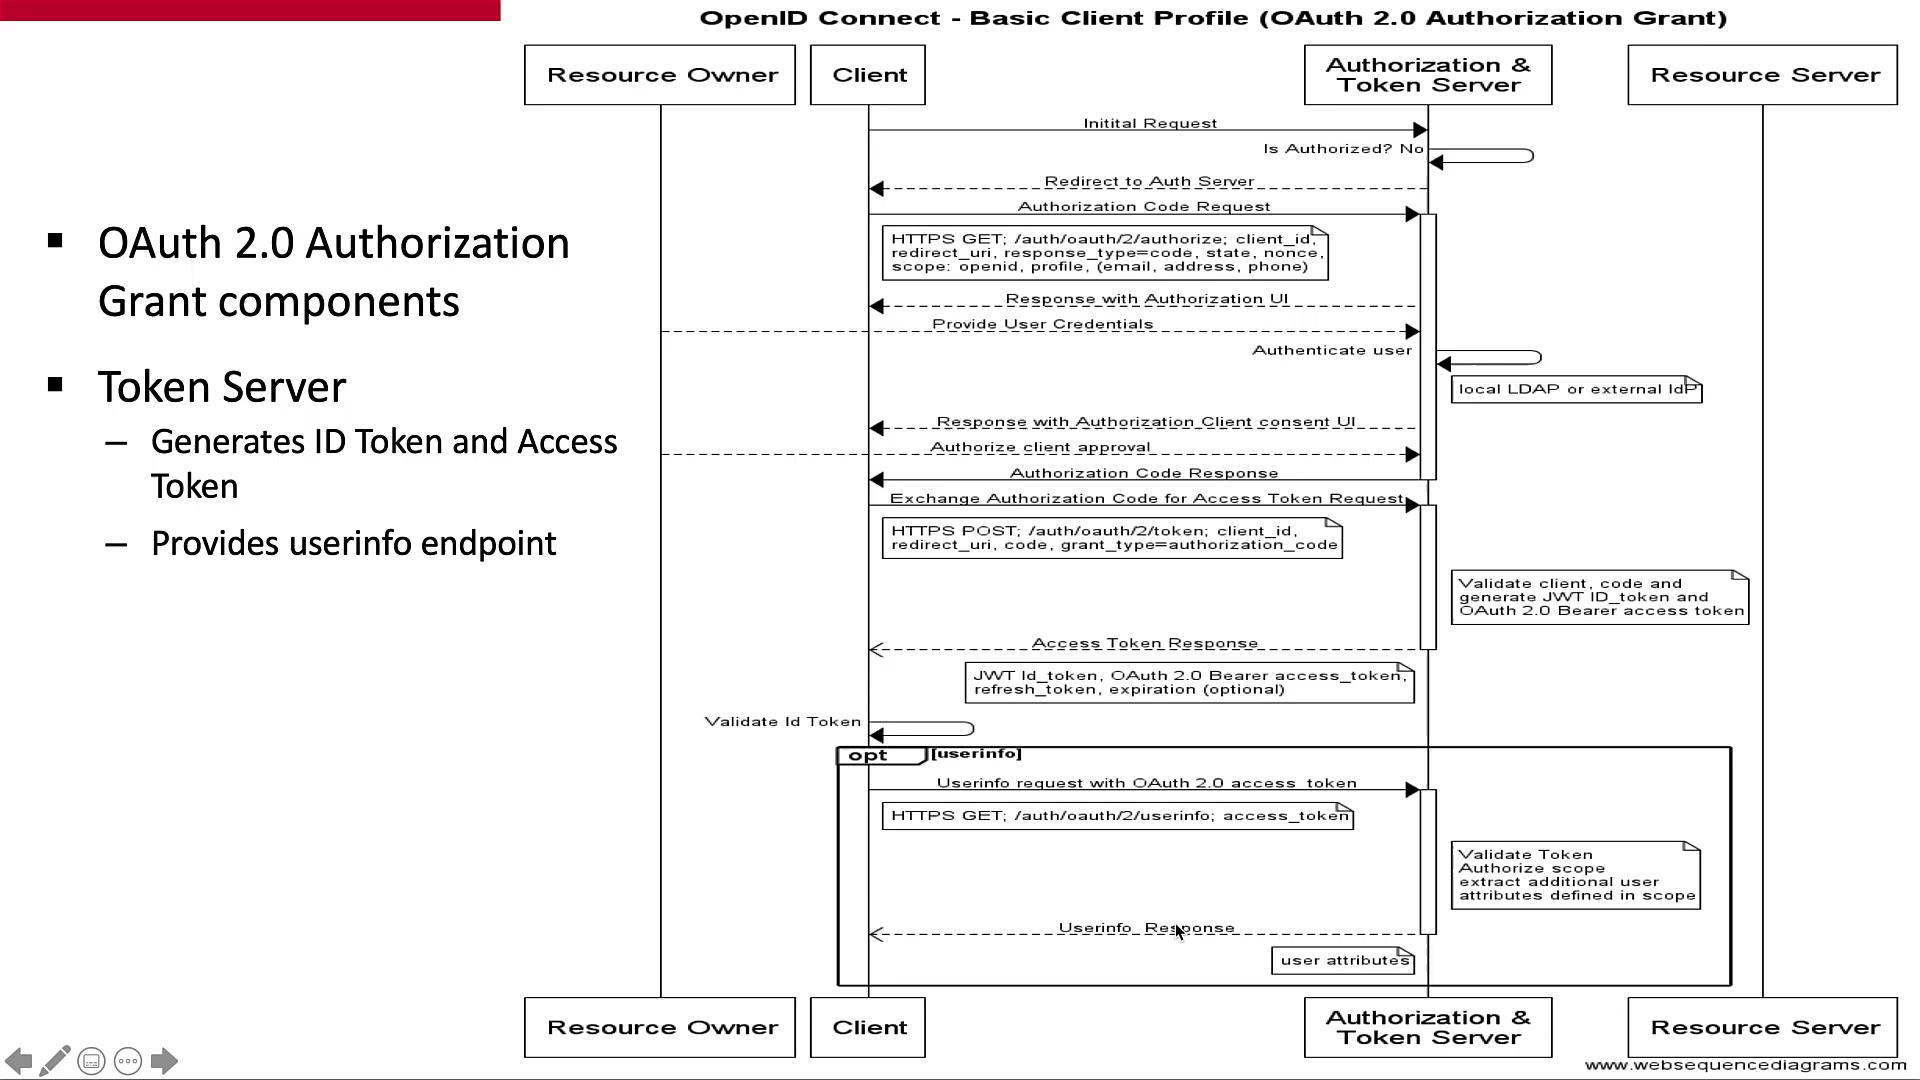 OpenID Connect - Basic Client Profile (OAuth 2.0 Authorization Grant)
Resource Owner
Client
Authorization &
Token Server
Resource Server
▪ OAuth 2.0 Authorization
Grant components
▪ Token Server
– Generates ID Token and Access
Token
– Provides userinfo endpoint
Initital Request
Is Authorized? No
Redirect to Auth Server
Authorization Code Request
HTTPS GET; /auth/oauth/2/authorize; client_id,
redirect_uri, response_type=code, state, nonce,
scope: openid, profile, (email, address, phone)
Response with Authorization UI
Provide User Credentials
Authenticate user
local LDAP or external IdP
Response with Authorization Client consent UI
Authorize client approval
Authorization Code Response
Exchange Authorization Code for Access Token Request
HTTPS POST; /auth/oauth/2/token; client_id,
redirect_uri, code, grant_type=authorization_code
Validate client, code and
generate JWT ID_token and
OAuth 2.0 Bearer access token
Access Token Response
JWT Id_token, OAuth 2.0 Bearer access_token,
refresh_token, expiration (optional)
Validate Id Token
opt
[userinfo]
Userinfo request with OAuth 2.0 access_token
HTTPS GET; /auth/oauth/2/userinfo; access_token
Validate Token
Authorize scope
extract additional user
attributes defined in scope
Userinfo Response
user attributes
Resource Owner
Client
Authorization &
Token Server
Resource Server
www.websequencediagrams.com